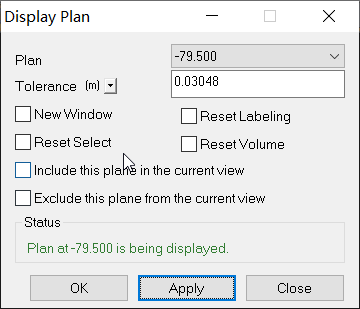 Display Plan
Plan -79.500
Tolerance (m) 0.03048
New Window Reset Labeling
Reset Select Reset Volume
Include this plane in the current view
Exclude this plane from the current view
Status
Plan at -79.500 is being displayed.
OK Apply Close